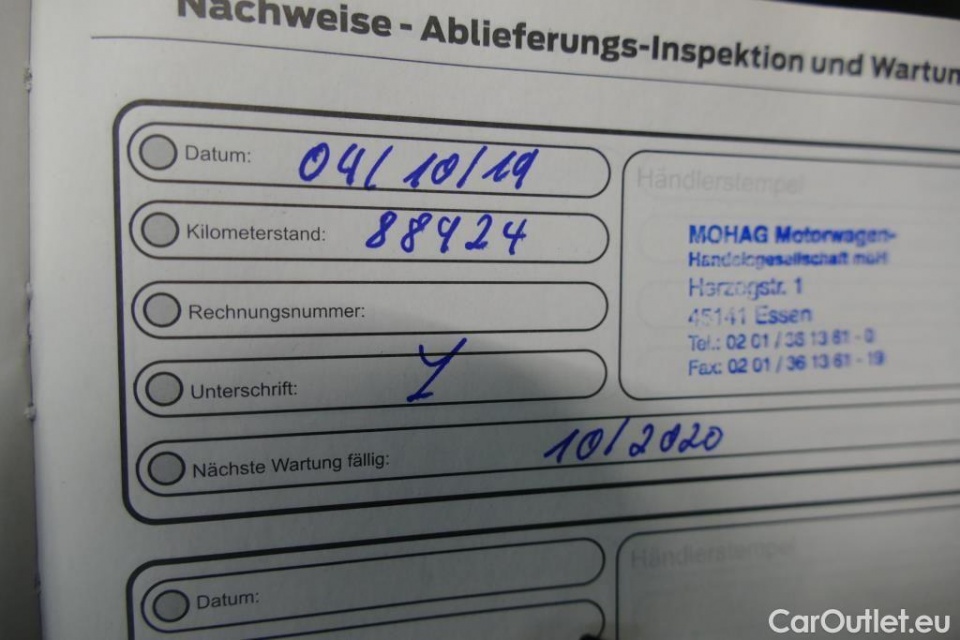 Nachweise - Ablieferungs-Inspektion und Wartun
Datum: 04/10/19
Händlerstempel
Kilometerstand: 88424
MOHAG Motorwagen-
Handelsgesellschaft mbH
Herzogstr. 1
45141 Essen
Rechnungsnummer:
Tel.: 02 01 / 36 13 61 - 0
Fax: 02 01 / 36 13 61 - 19
Unterschrift:
Nächste Wartung fällig: 10/2020
Händlerstempel
Datum:
CarOutlet.eu